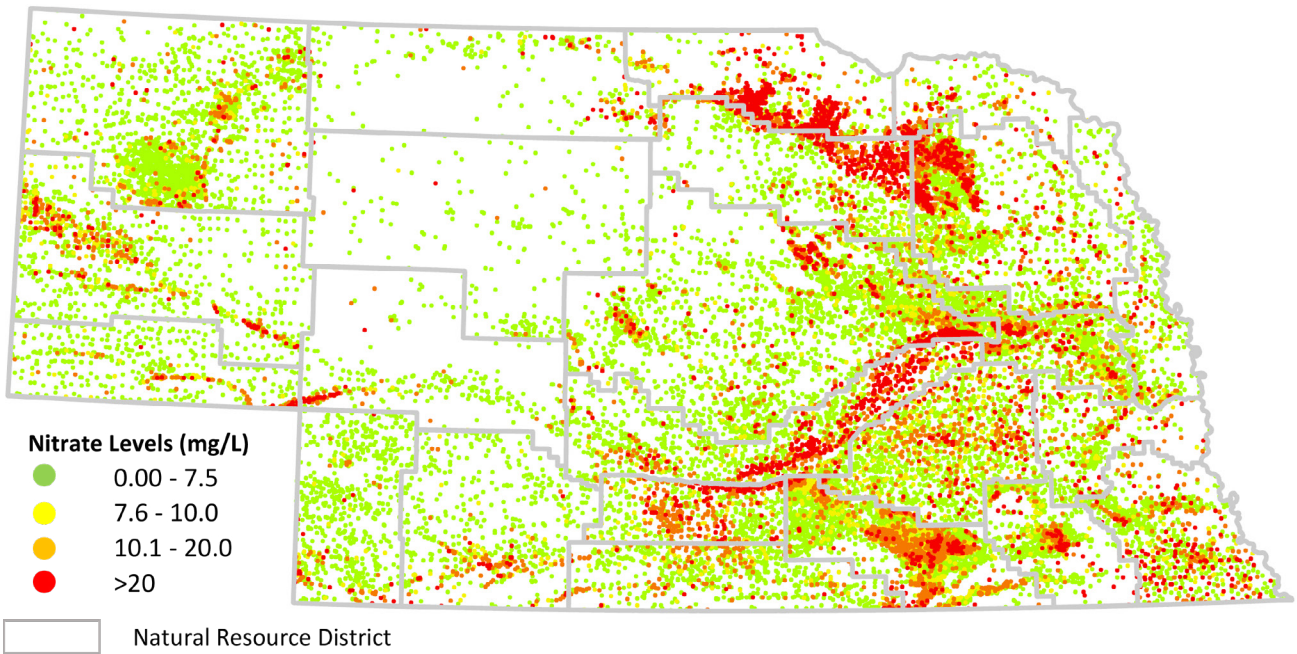 Nitrate Levels (mg/L)
0.00 - 7.5
7.6 - 10.0
10.1 - 20.0
>20
Natural Resource District